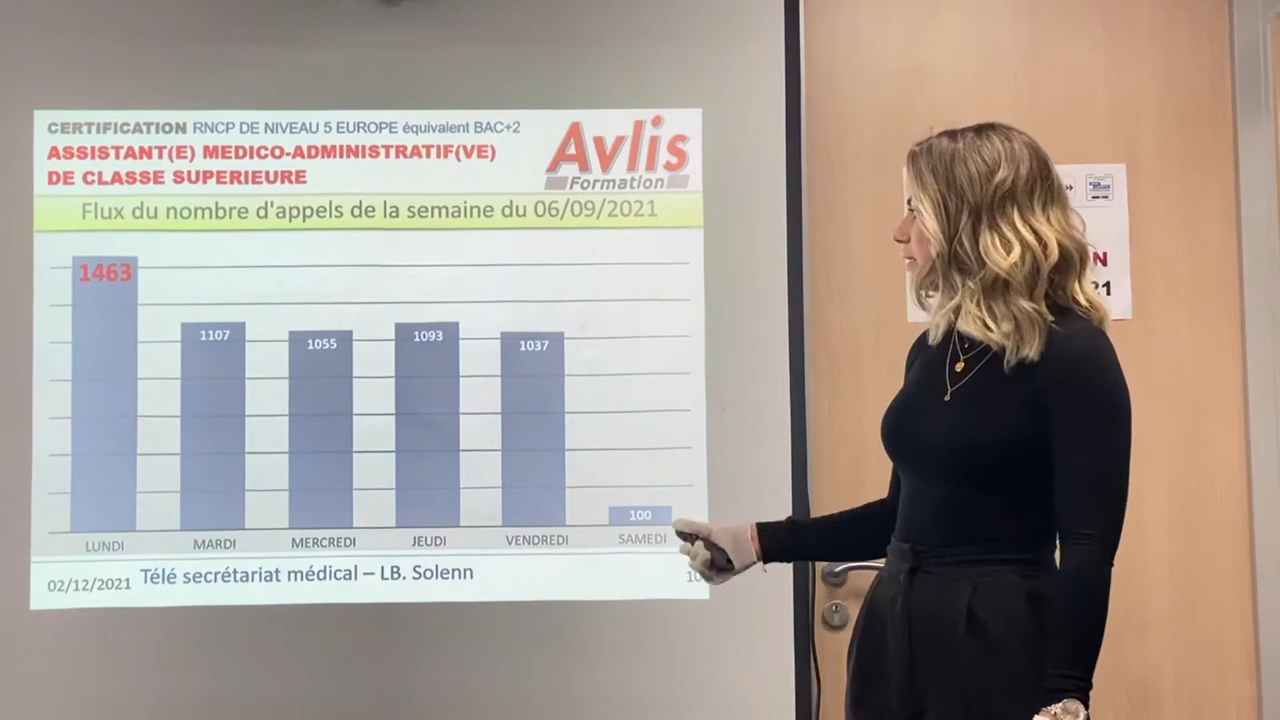 CERTIFICATION RNCP DE NIVEAU 5 EUROPE équivalent BAC+2
ASSISTANT(E) MEDICO-ADMINISTRATIF(VE)
DE CLASSE SUPERIEURE
Avlis
Formation
Flux du nombre d'appels de la semaine du 06/09/2021
1463
1107
1055
1093
1037
100
LUNDI
MARDI
MERCREDI
JEUDI
VENDREDI
SAMEDI
02/12/2021
Télé secrétariat médical – LB. Solenn
10
N
21